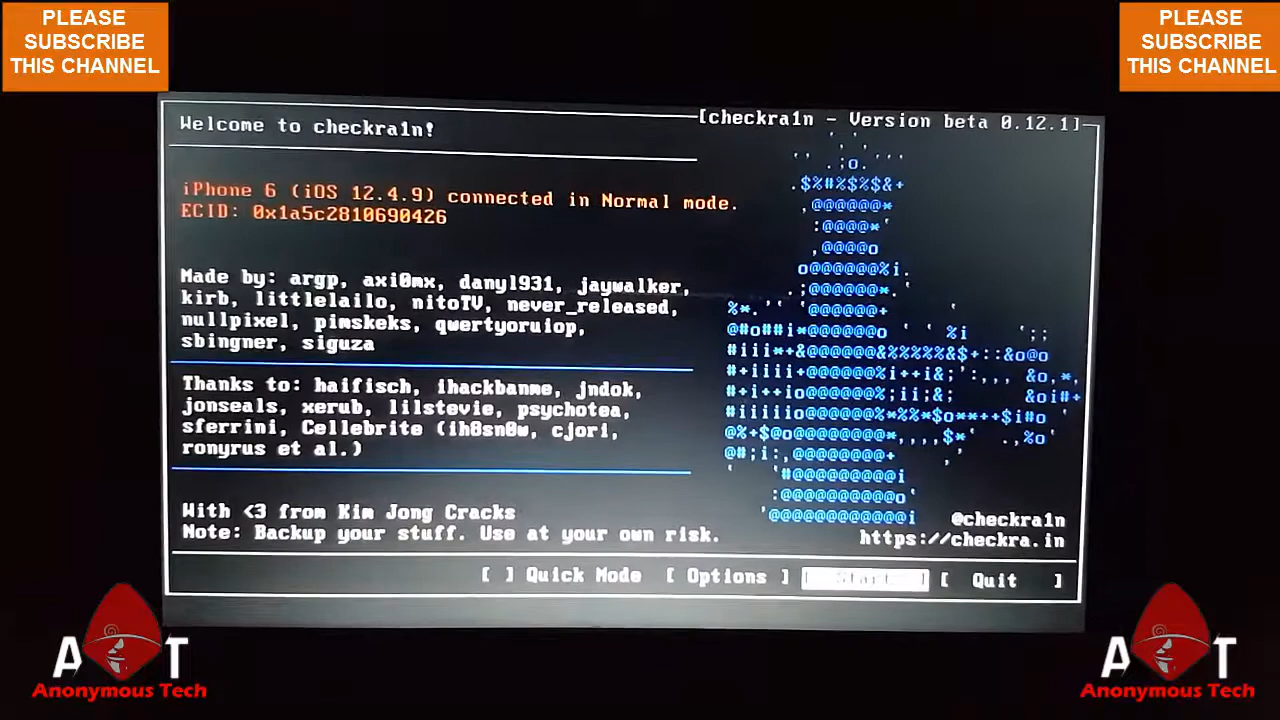 PLEASE
SUBSCRIBE
THIS CHANNEL
PLEASE
SUBSCRIBE
THIS CHANNEL
[checkra1n - Version beta 0.12.1]
Welcome to checkra1n!
iPhone 6 (iOS 12.4.9) connected in Normal mode.
ECID: 0x1a5c2810690426
Made by: argp, axi0mx, danyl931, jaywalker,
kirb, littlelailo, nitoTV, never_released,
nullpixel, pimskeks, qwertyoruiop,
sbingner, siguza
Thanks to: haifisch, ihackbanme, jndok,
jonseals, xerub, lilstevie, psychotea,
sferrini, Cellebrite (ih8sn0w, cjori,
ronyrus et al.)
With <3 from Kim Jong Cracks
Note: Backup your stuff. Use at your own risk.
@checkra1n
https://checkra.in
[ ] Quick Mode [ Options ] [ Start ] [ Quit ]
A T
Anonymous Tech
A T
Anonymous Tech